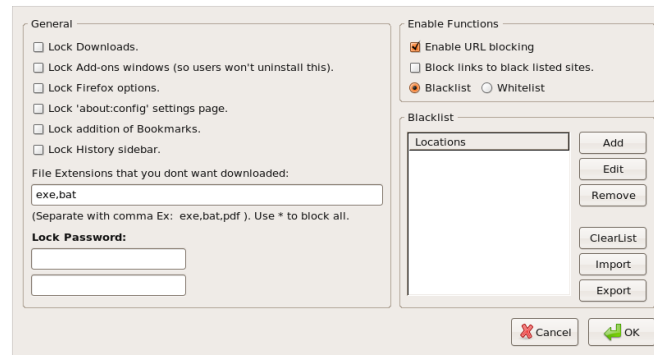 General
Lock Downloads.
Lock Add-ons windows (so users won't uninstall this).
Lock Firefox options.
Lock 'about:config' settings page.
Lock addition of Bookmarks.
Lock History sidebar.
File Extensions that you dont want downloaded:
exe,bat
(Separate with comma Ex: exe,bat,pdf ). Use * to block all.
Lock Password:
Enable Functions
Enable URL blocking
Block links to black listed sites.
Blacklist Whitelist
Blacklist
Locations
Add
Edit
Remove
ClearList
Import
Export
Cancel OK